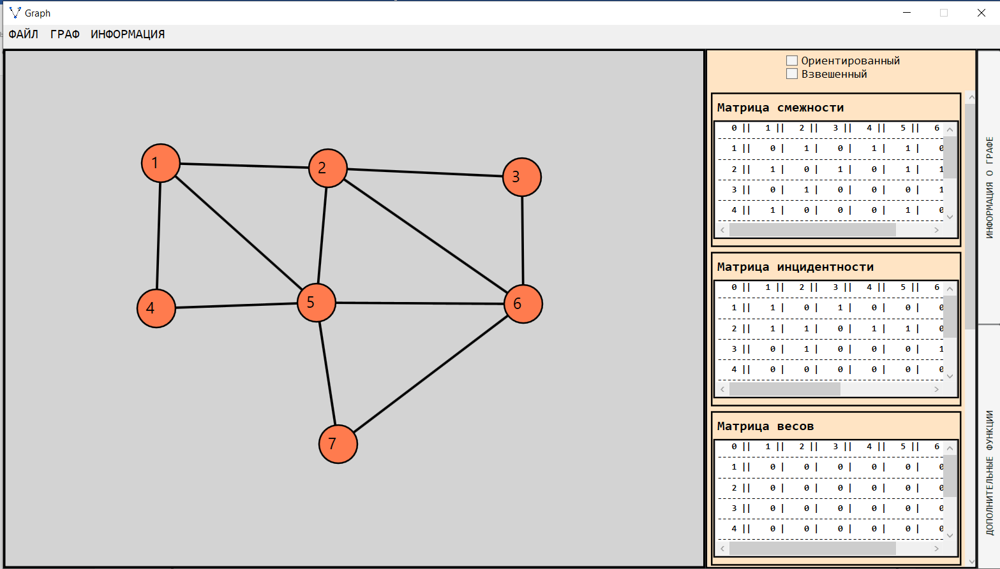 Graph
ФАЙЛ ГРАФ ИНФОРМАЦИЯ
1
2
3
4
5
6
7
Ориентированный
Взвешенный
Матрица смежности
0 || 1 || 2 || 3 || 4 || 5 || 6
1 || 0 | 1 | 0 | 1 | 1 | 0
2 || 1 | 0 | 1 | 0 | 1 | 1
3 || 0 | 1 | 0 | 0 | 0 | 1
4 || 1 | 0 | 0 | 0 | 1 | 0
Матрица инцидентности
0 || 1 || 2 || 3 || 4 || 5 || 6
1 || 1 | 0 | 1 | 0 | 0 | 0
2 || 1 | 1 | 0 | 1 | 1 | 0
3 || 0 | 1 | 0 | 0 | 0 | 1
4 || 0 | 0 | 0 | 0 | 0 | 0
Матрица весов
0 || 1 || 2 || 3 || 4 || 5 || 6
1 || 0 | 0 | 0 | 0 | 0 | 0
2 || 0 | 0 | 0 | 0 | 0 | 0
3 || 0 | 0 | 0 | 0 | 0 | 0
4 || 0 | 0 | 0 | 0 | 0 | 0
ИНФОРМАЦИЯ О ГРАФЕ
ДОПОЛНИТЕЛЬНЫЕ ФУНКЦИИ